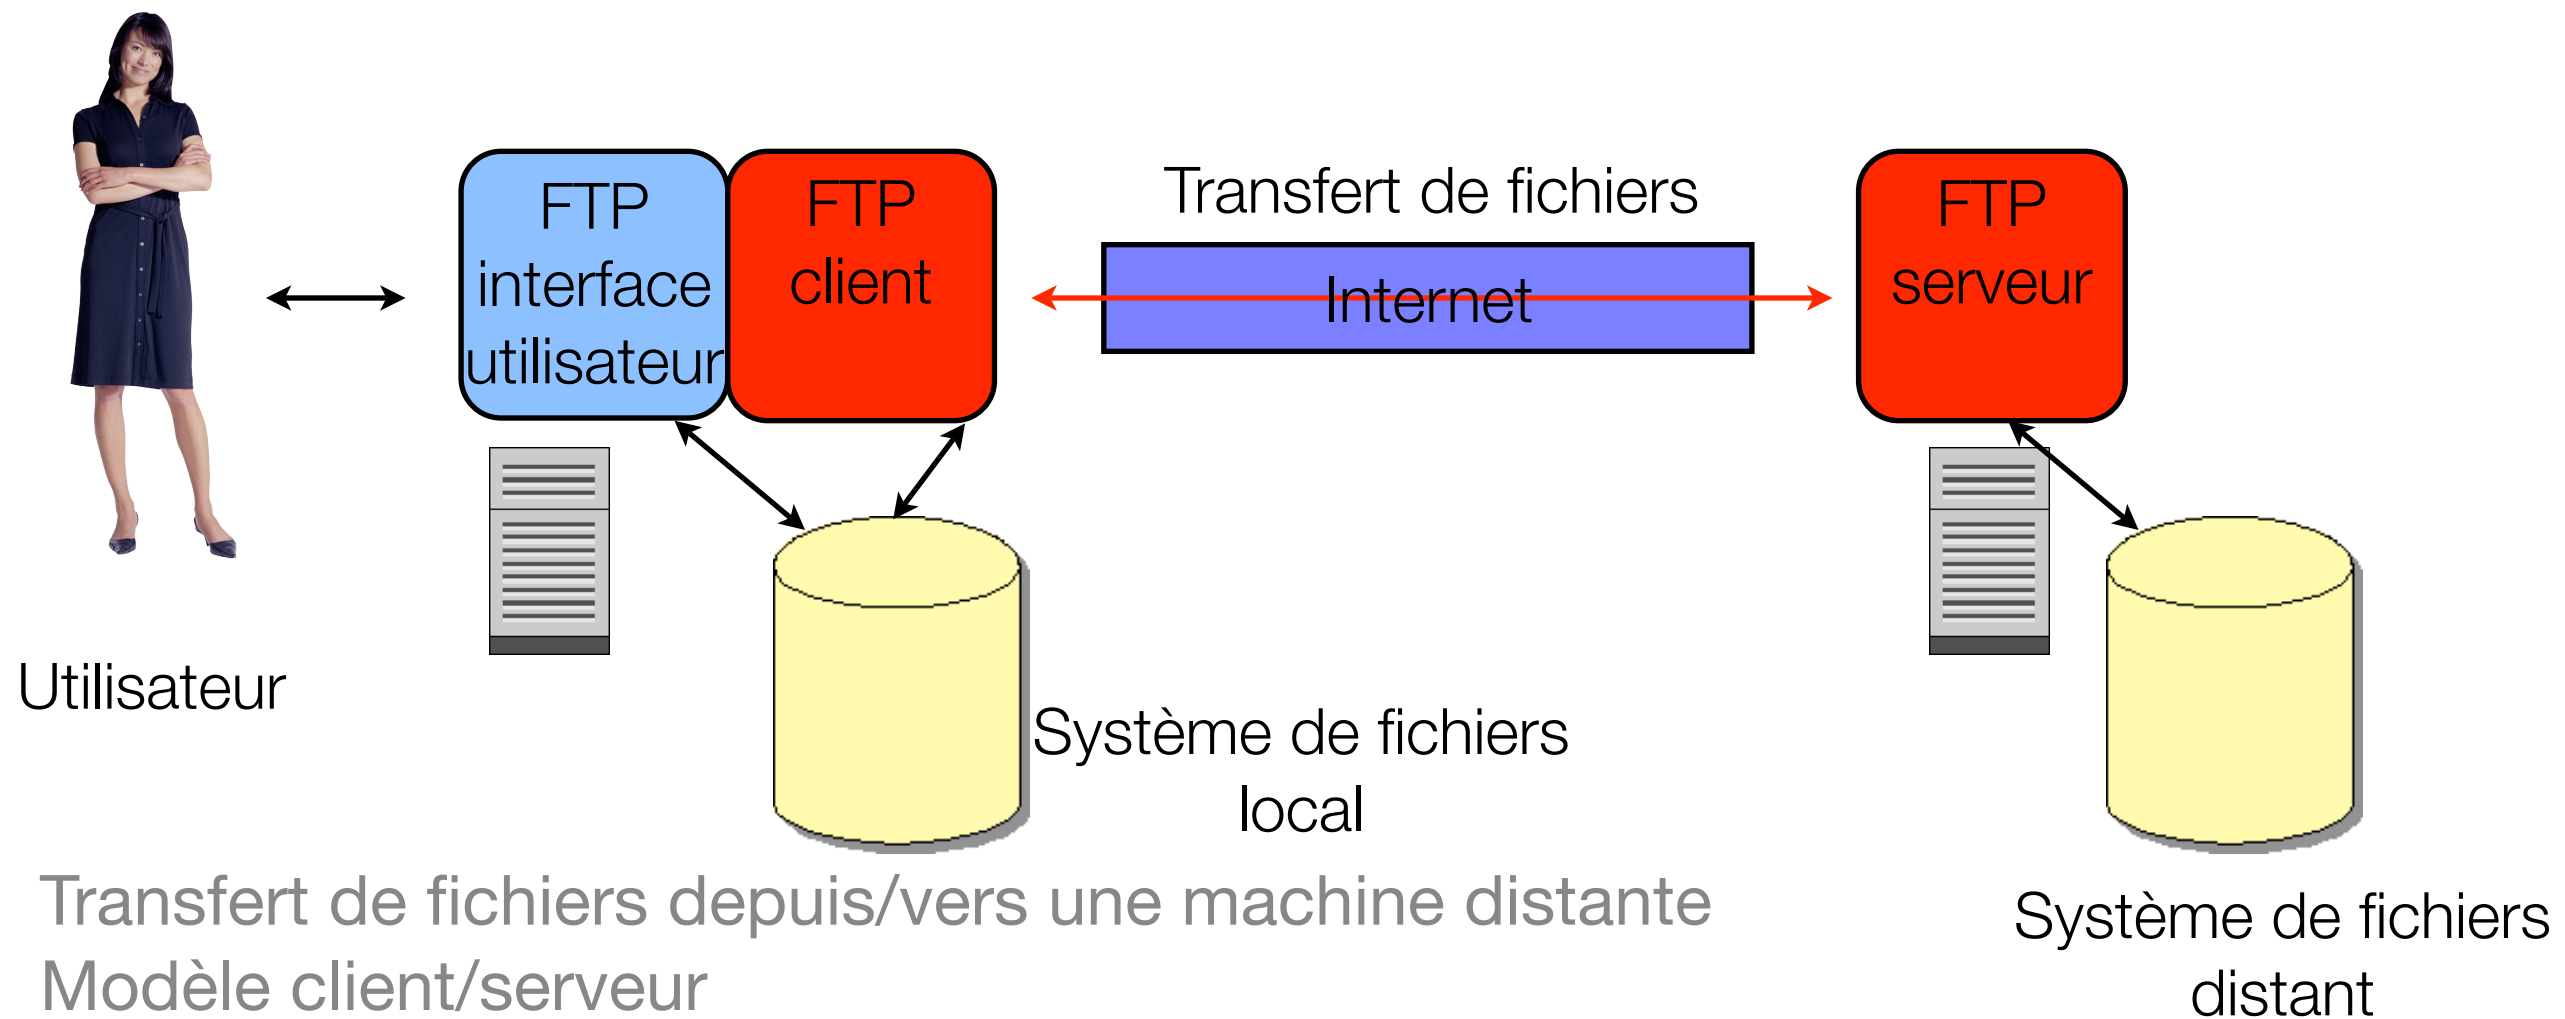 FTP
interface
utilisateur
FTP
client
Transfert de fichiers
Internet
FTP
serveur
Utilisateur
Système de fichiers
local
Transfert de fichiers depuis/vers une machine distante
Modèle client/serveur
Système de fichiers
distant